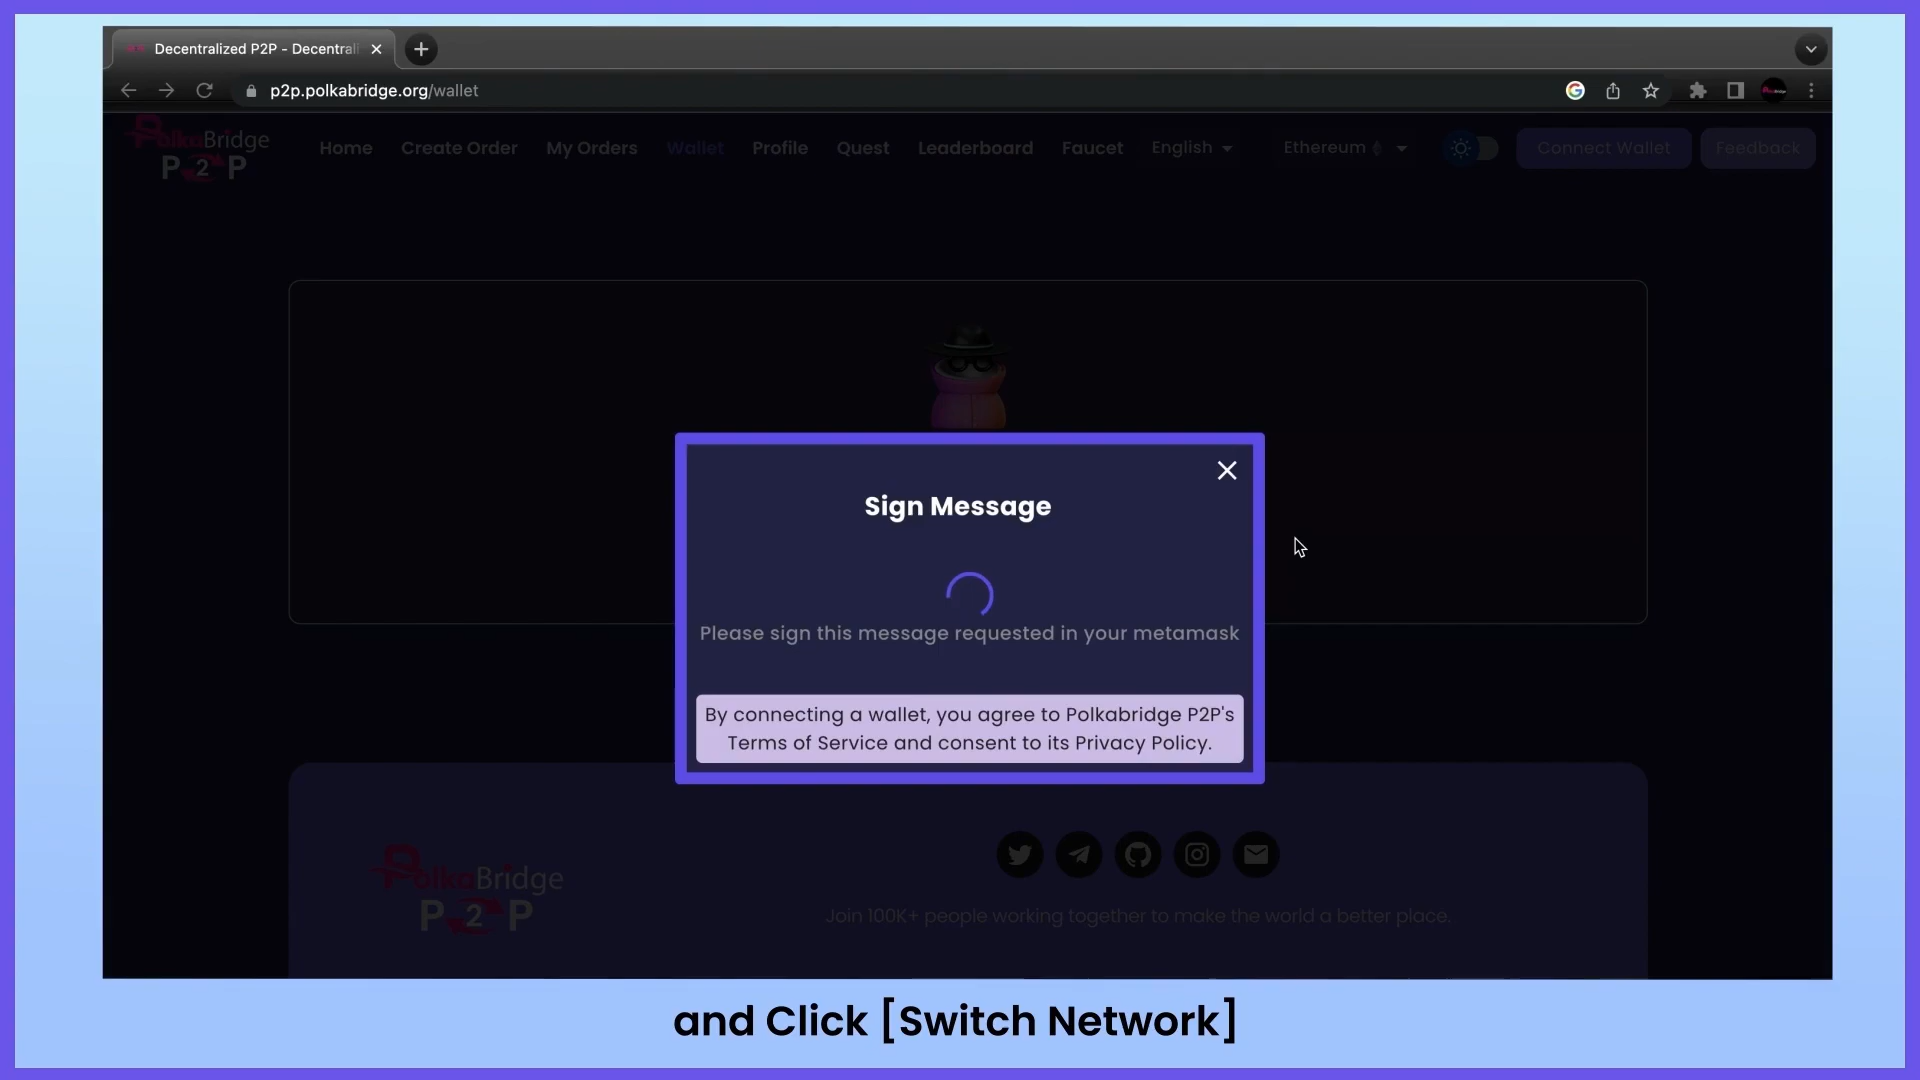 Decentralized P2P - Decentrali
p2p.polkabridge.org/wallet
PolkaBridge
P 2 P
Home Create Order My Orders Wallet Profile Quest Leaderboard Faucet English Ethereum Connect Wallet Feedback
Sign Message
Please sign this message requested in your metamask
By connecting a wallet, you agree to Polkabridge P2P's
Terms of Service and consent to its Privacy Policy.
PolkaBridge
P 2 P
Join 100K+ people working together to make the world a better place.
and Click [Switch Network]